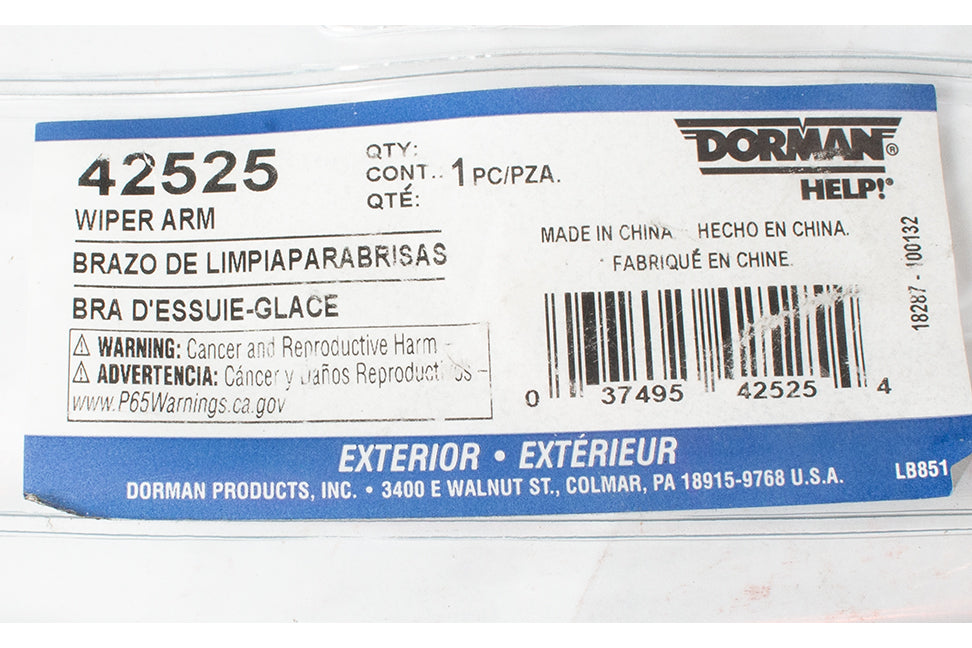 42525
WIPER ARM
BRAZO DE LIMPIAPARABRISAS
BRA D'ESSUIE-GLACE
QTY:
CONT.: 1 PC/PZA.
QTÉ:
DORMAN®
HELP!®
MADE IN CHINA HECHO EN CHINA.
FABRIQUÉ EN CHINE.
18287 - 100132
⚠ WARNING: Cancer and Reproductive Harm -
⚠ ADVERTENCIA: Cáncer y Daños Reproductivos -
www.P65Warnings.ca.gov
0 37495 42525 4
EXTERIOR • EXTÉRIEUR
DORMAN PRODUCTS, INC. • 3400 E WALNUT ST., COLMAR, PA 18915-9768 U.S.A.
LB851